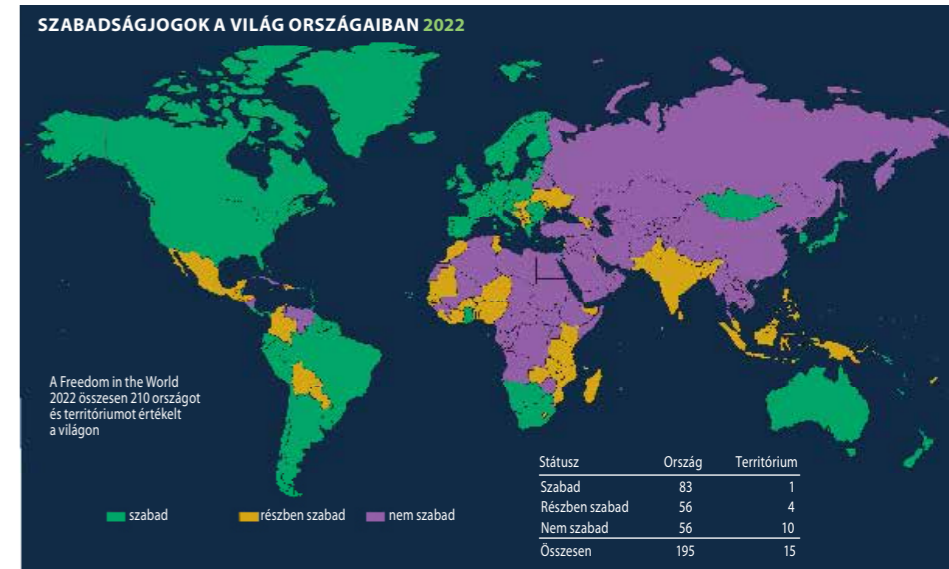 SZABADSÁGJOGOK A VILÁG ORSZÁGAIBAN 2022
A Freedom in the World
2022 összesen 210 országot
és territóriumot értékelt
a világon
szabad
részben szabad
nem szabad
Státusz Ország Territórium
Szabad 83 1
Részben szabad 56 4
Nem szabad 56 10
Összesen 195 15